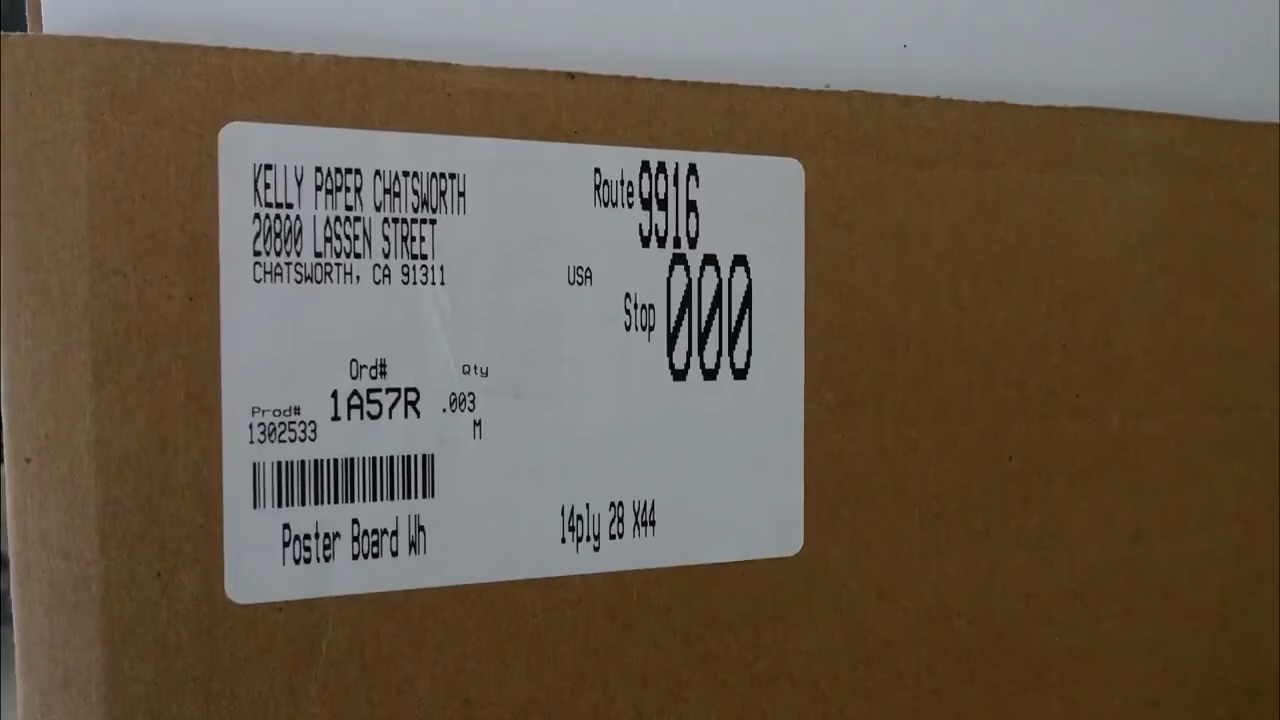 KELLY PAPER CHATSWORTH
20800 LASSEN STREET
CHATSWORTH, CA 91311
USA
Route 9916
Stop 000
Ord# Qty
Prod# 1A57R .003
1302533 M
Poster Board Wh
14ply 28 X44